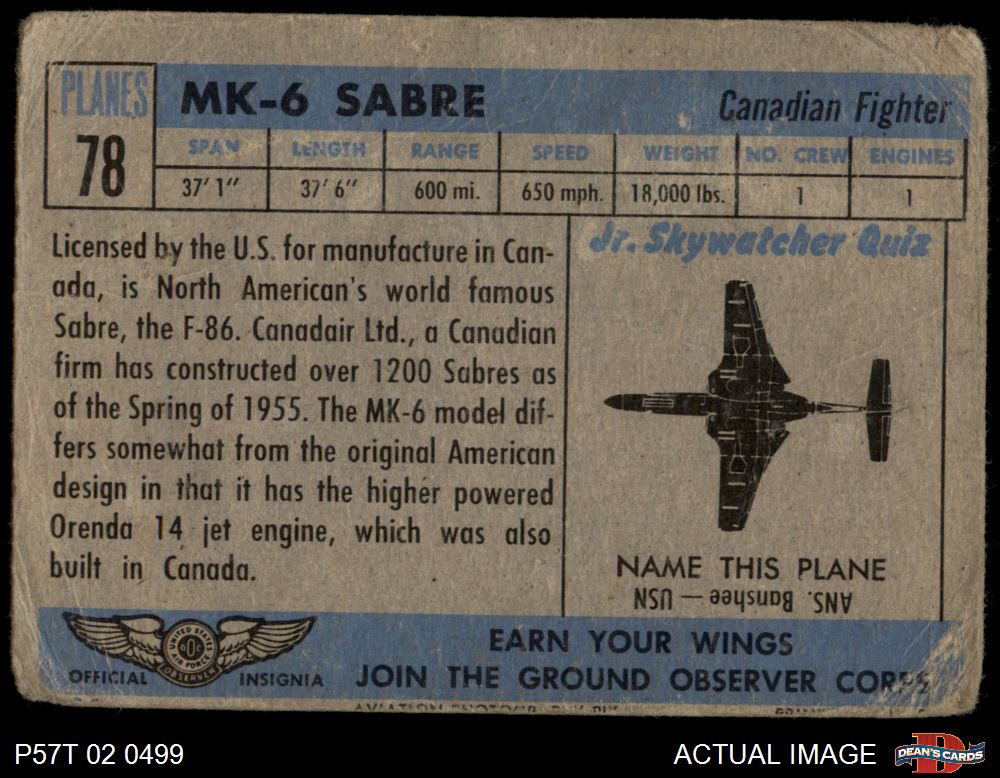 PLANES
78
MK-6 SABRE
Canadian Fighter
SPAN LENGTH RANGE SPEED WEIGHT NO. CREW ENGINES
37' 1" 37' 6" 600 mi. 650 mph. 18,000 lbs. 1 1
Licensed by the U.S. for manufacture in Can-
ada, is North American's world famous
Sabre, the F-86. Canadair Ltd., a Canadian
firm has constructed over 1200 Sabres as
of the Spring of 1955. The MK-6 model dif-
fers somewhat from the original American
design in that it has the higher powered
Orenda 14 jet engine, which was also
built in Canada.
Jr. Skywatcher Quiz
NAME THIS PLANE
ANS. Banshee — USN
UNITED STATES
GOC
AIR FORCE
OBSERVER
OFFICIAL INSIGNIA
EARN YOUR WINGS
JOIN THE GROUND OBSERVER CORPS
P57T 02 0499
ACTUAL IMAGE
DEAN'S CARDS